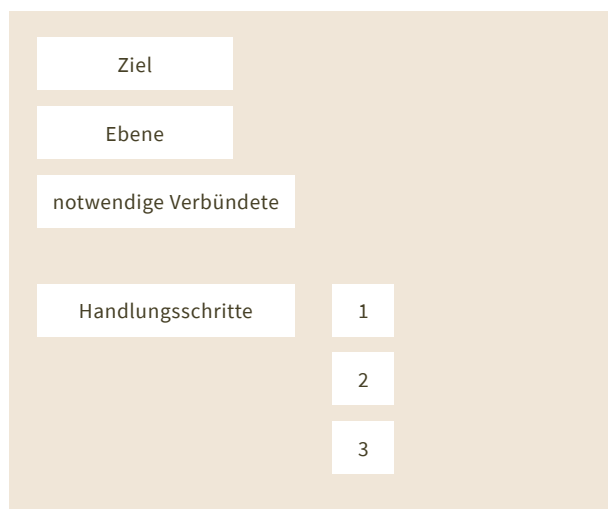 Ziel
Ebene
notwendige Verbündete
Handlungsschritte 1
2
3